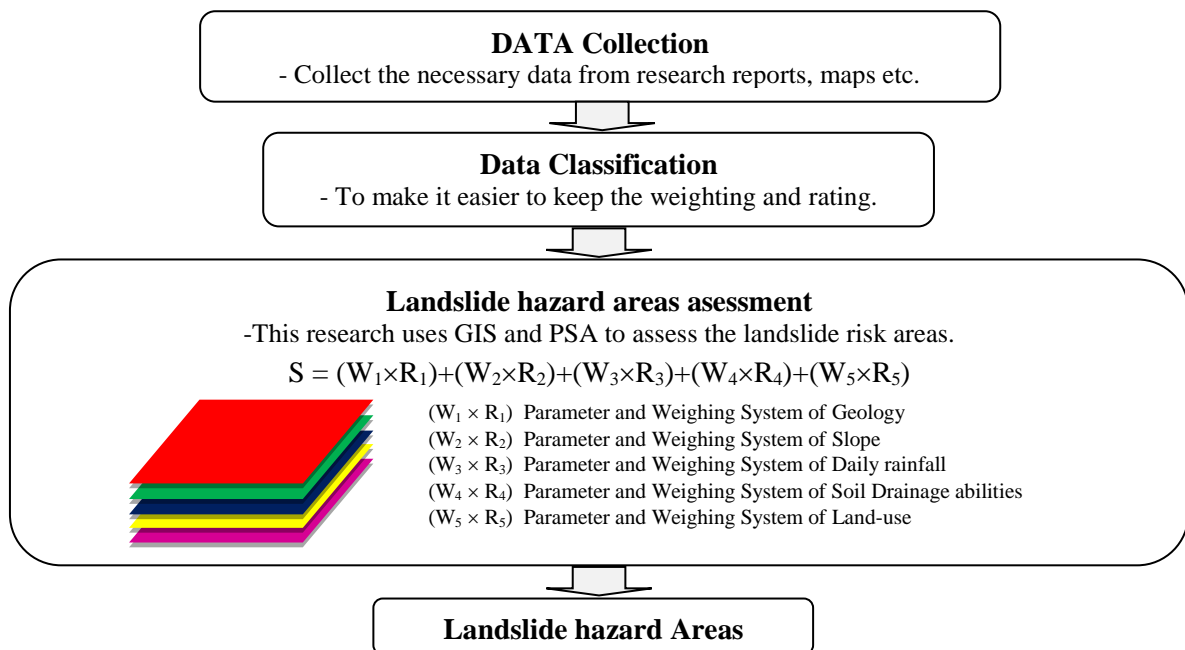 DATA Collection
- Collect the necessary data from research reports, maps etc.
Data Classification
- To make it easier to keep the weighting and rating.
Landslide hazard areas asessment
-This research uses GIS and PSA to assess the landslide risk areas.
S = (W₁×R₁)+(W₂×R₂)+(W₃×R₃)+(W₄×R₄)+(W₅×R₅)
(W₁ × R₁) Parameter and Weighing System of Geology
(W₂ × R₂) Parameter and Weighing System of Slope
(W₃ × R₃) Parameter and Weighing System of Daily rainfall
(W₄ × R₄) Parameter and Weighing System of Soil Drainage abilities
(W₅ × R₅) Parameter and Weighing System of Land-use
Landslide hazard Areas